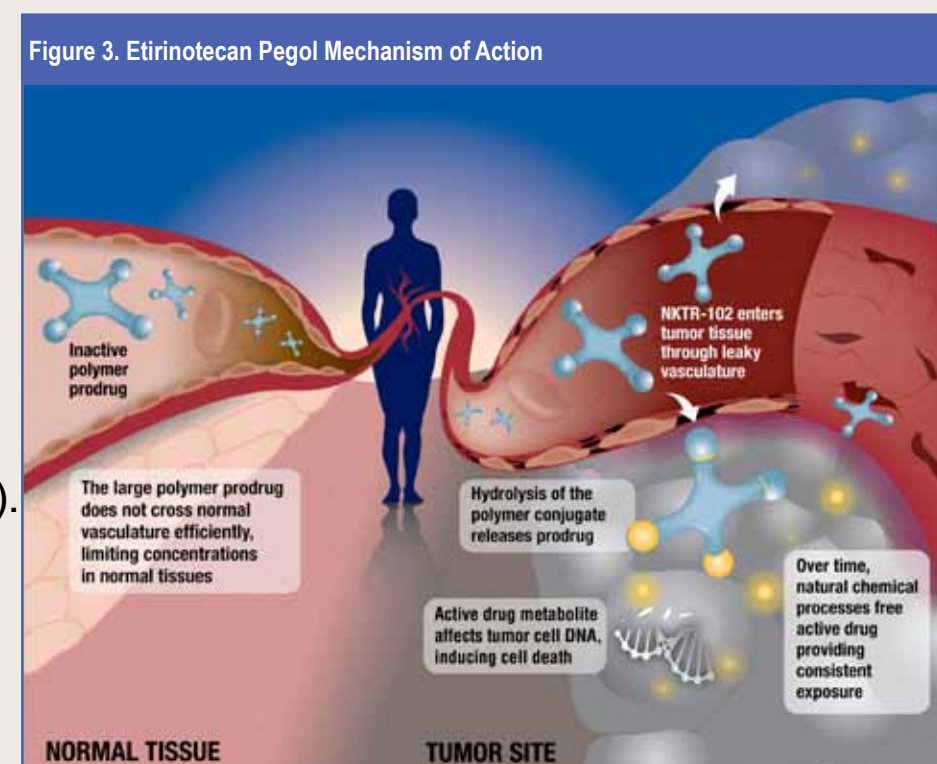 Figure 3. Etirinotecan Pegol Mechanism of Action
Inactive
polymer
prodrug
NKTR-102 enters
tumor tissue
through leaky
vasculature
).
The large polymer prodrug
does not cross normal
vasculature efficiently,
limiting concentrations
in normal tissues
Hydrolysis of the
polymer conjugate
releases prodrug
Over time,
natural chemical
processes free
active drug
providing
consistent
exposure
Active drug metabolite
affects tumor cell DNA,
inducing cell death
NORMAL TISSUE
TUMOR SITE